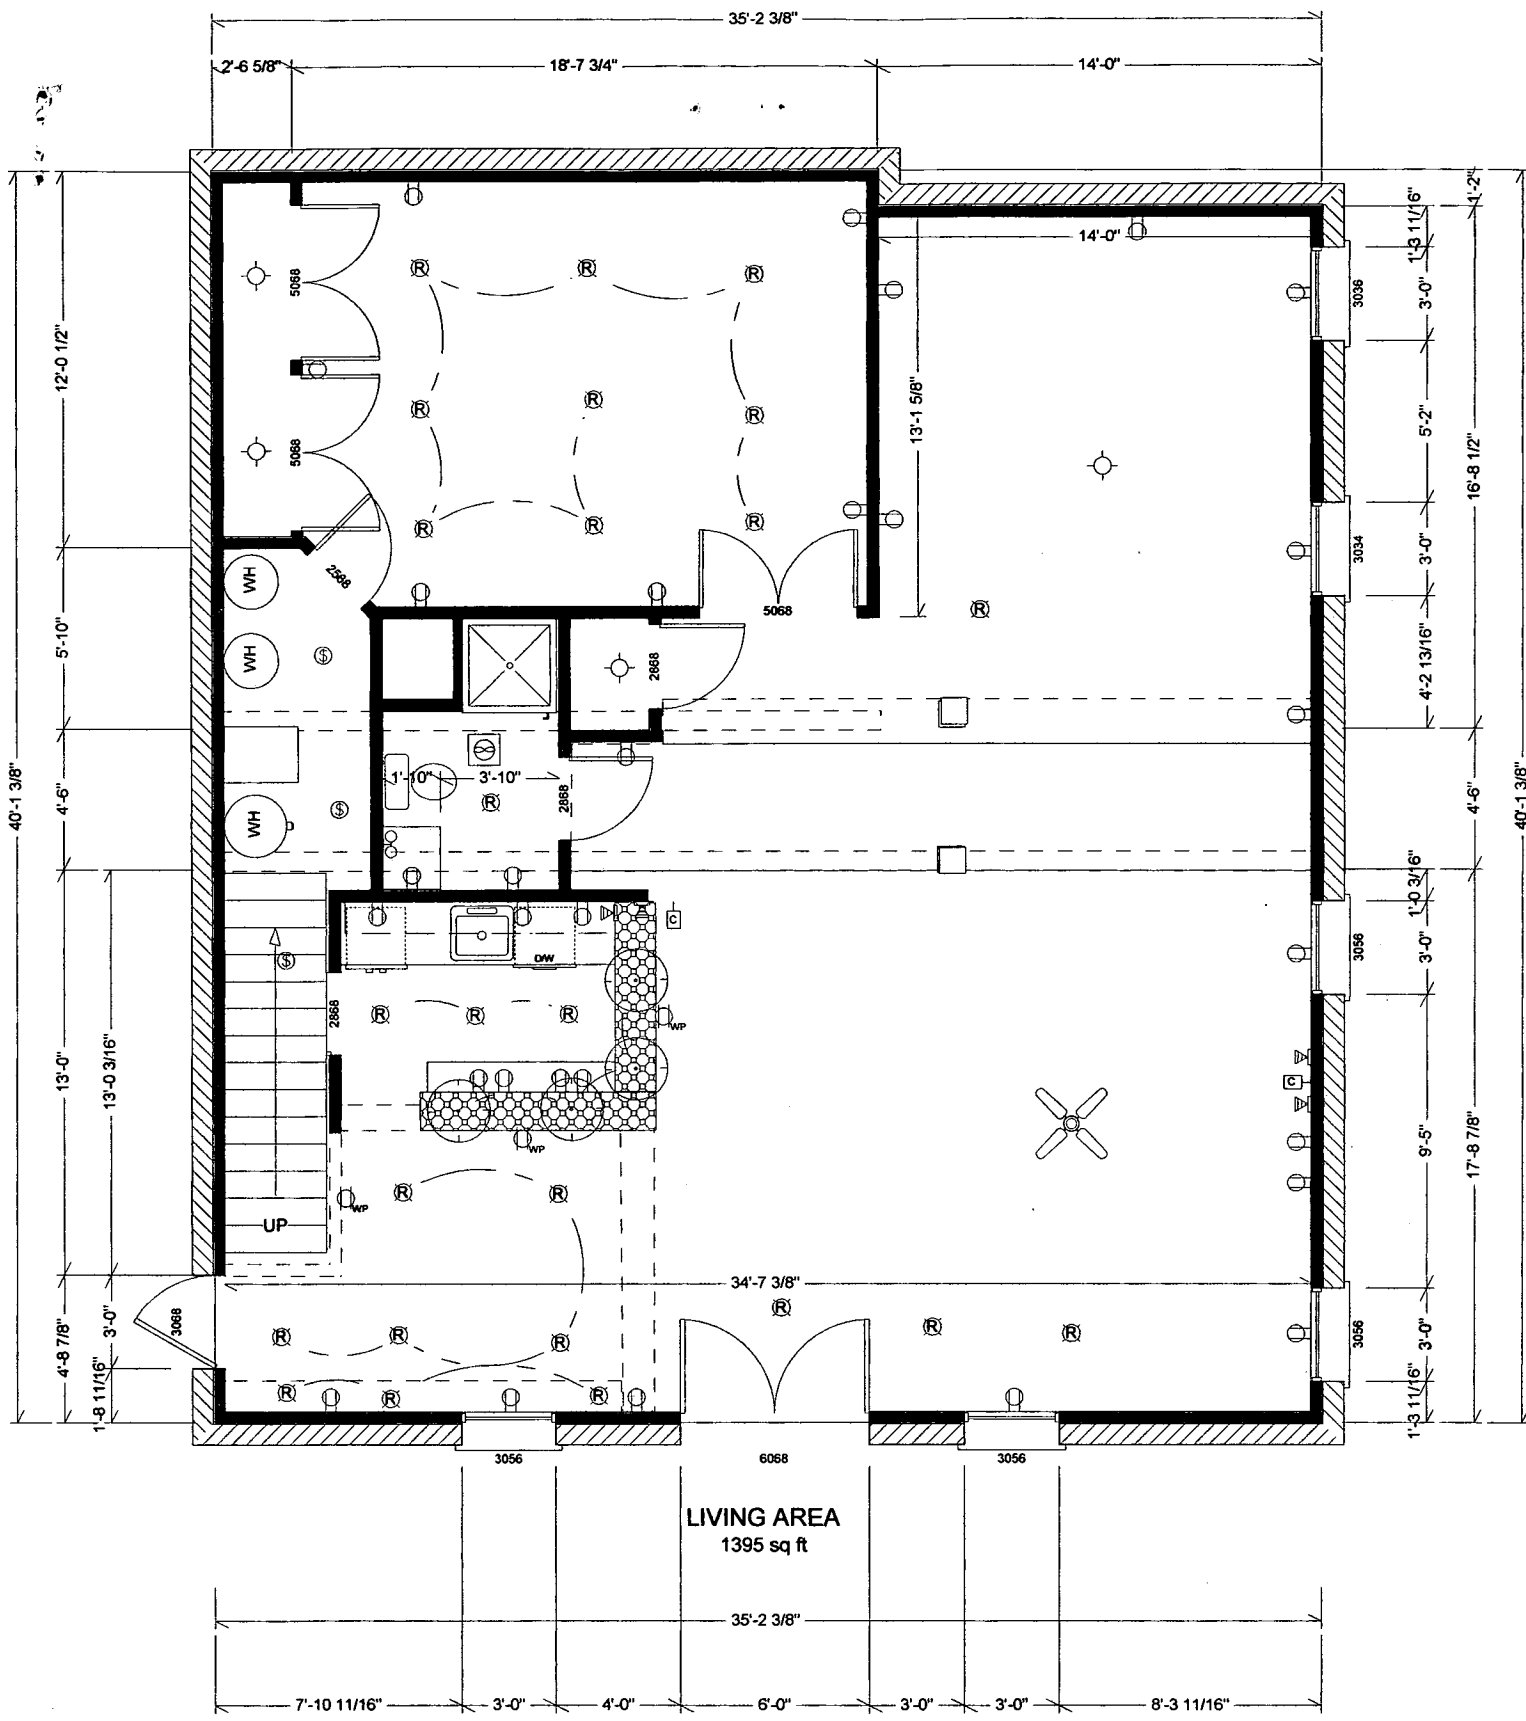 35'-2 3/8"
2'-6 5/8" 18'-7 3/4" 14'-0"
1'-2"
1'-3 11/16"
14'-0"
R R R
5068
3036
3'-0"
12'-0 1/2"
R R R
13'-1 5/8"
5'-2"
5068
16'-8 1/2"
R R R
3034
3'-0"
WH
2568
5068
R
5'-10"
WH
S
2868
4'-2 13/16"
1'-10" 3'-10"
R
2868
4'-6"
4'-6"
40'-1 3/8"
40'-1 3/8"
WH
S
1'-0 3/16"
C
S
D/W
3056
3'-0"
2868
R R R
WP
13'-0"
13'-0 3/16"
C
WP
9'-5"
17'-8 7/8"
R R
WP
UP
34'-7 3/8"
3068
3'-0"
4'-8 7/8"
R R R
R R R
3056
3'-0"
1'-8 11/16"
R R R
1'-3 11/16"
3056 6068 3056
LIVING AREA
1395 sq ft
35'-2 3/8"
7'-10 11/16" 3'-0" 4'-0" 6'-0" 3'-0" 3'-0" 8'-3 11/16"